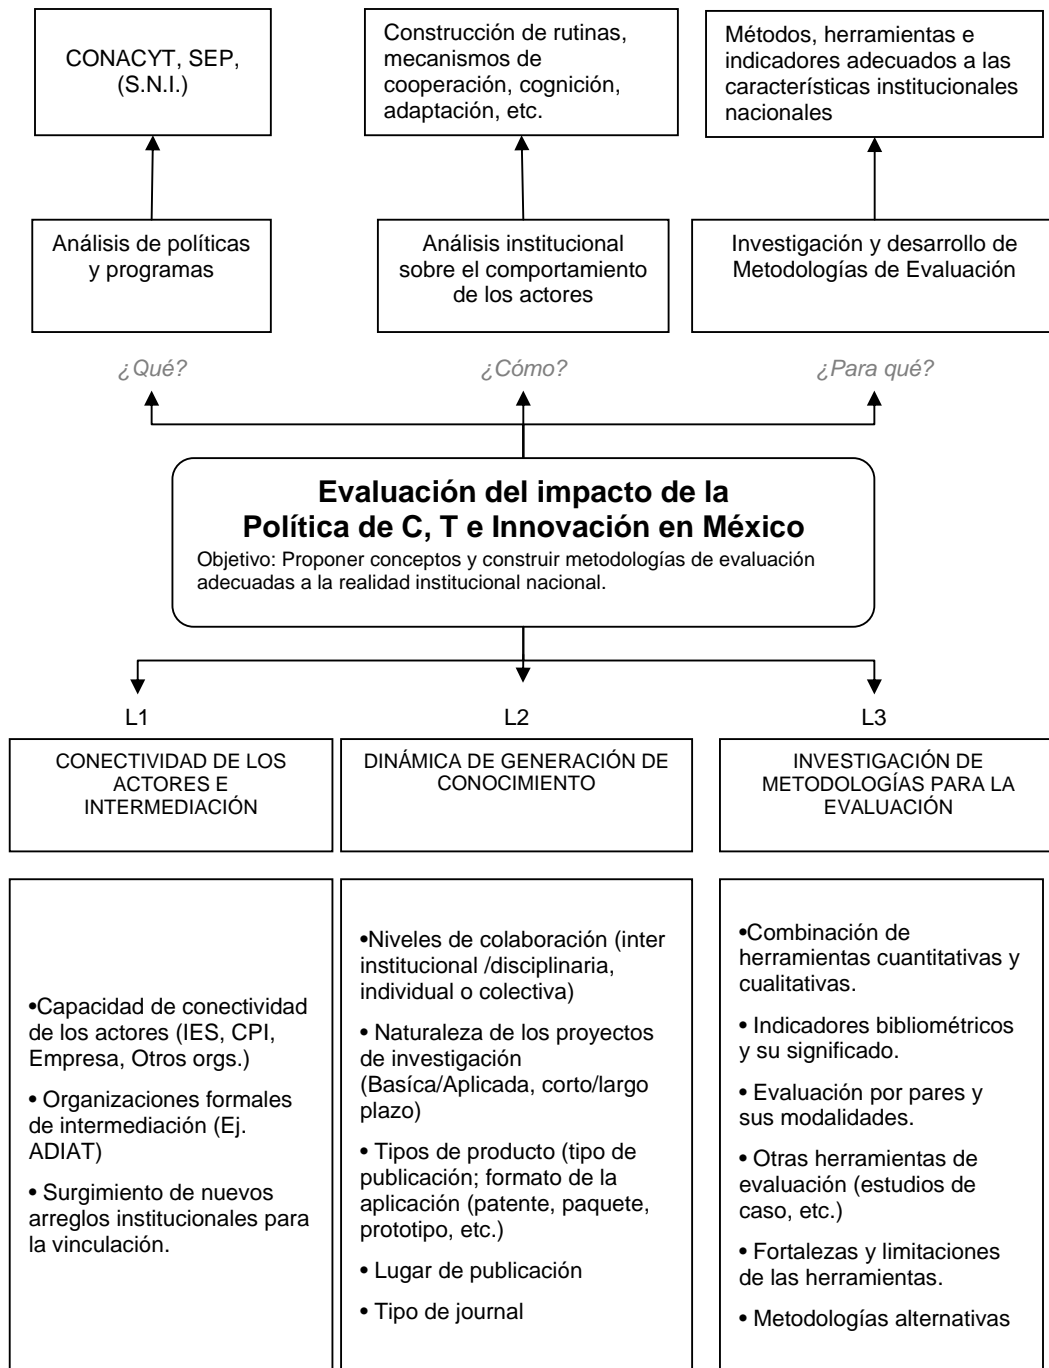 CONACYT, SEP,
(S.N.I.)
Construcción de rutinas,
mecanismos de
cooperación, cognición,
adaptación, etc.
Métodos, herramientas e
indicadores adecuados a las
características institucionales
nacionales
Análisis de políticas
y programas
Análisis institucional
sobre el comportamiento
de los actores
Investigación y desarrollo de
Metodologías de Evaluación
¿Qué?
¿Cómo?
¿Para qué?
Evaluación del impacto de la
Política de C, T e Innovación en México
Objetivo: Proponer conceptos y construir metodologías de evaluación
adecuadas a la realidad institucional nacional.
L1
L2
L3
CONECTIVIDAD DE LOS
ACTORES E
INTERMEDIACIÓN
DINÁMICA DE GENERACIÓN DE
CONOCIMIENTO
INVESTIGACIÓN DE
METODOLOGÍAS PARA LA
EVALUACIÓN
•Capacidad de conectividad
de los actores (IES, CPI,
Empresa, Otros orgs.)
• Organizaciones formales
de intermediación (Ej.
ADIAT)
• Surgimiento de nuevos
arreglos institucionales para
la vinculación.
•Niveles de colaboración (inter
institucional /disciplinaria,
individual o colectiva)
• Naturaleza de los proyectos
de investigación
(Basíca/Aplicada, corto/largo
plazo)
• Tipos de producto (tipo de
publicación; formato de la
aplicación (patente, paquete,
prototipo, etc.)
• Lugar de publicación
• Tipo de journal
•Combinación de
herramientas cuantitativas y
cualitativas.
• Indicadores bibliométricos
y su significado.
• Evaluación por pares y
sus modalidades.
• Otras herramientas de
evaluación (estudios de
caso, etc.)
• Fortalezas y limitaciones
de las herramientas.
• Metodologías alternativas